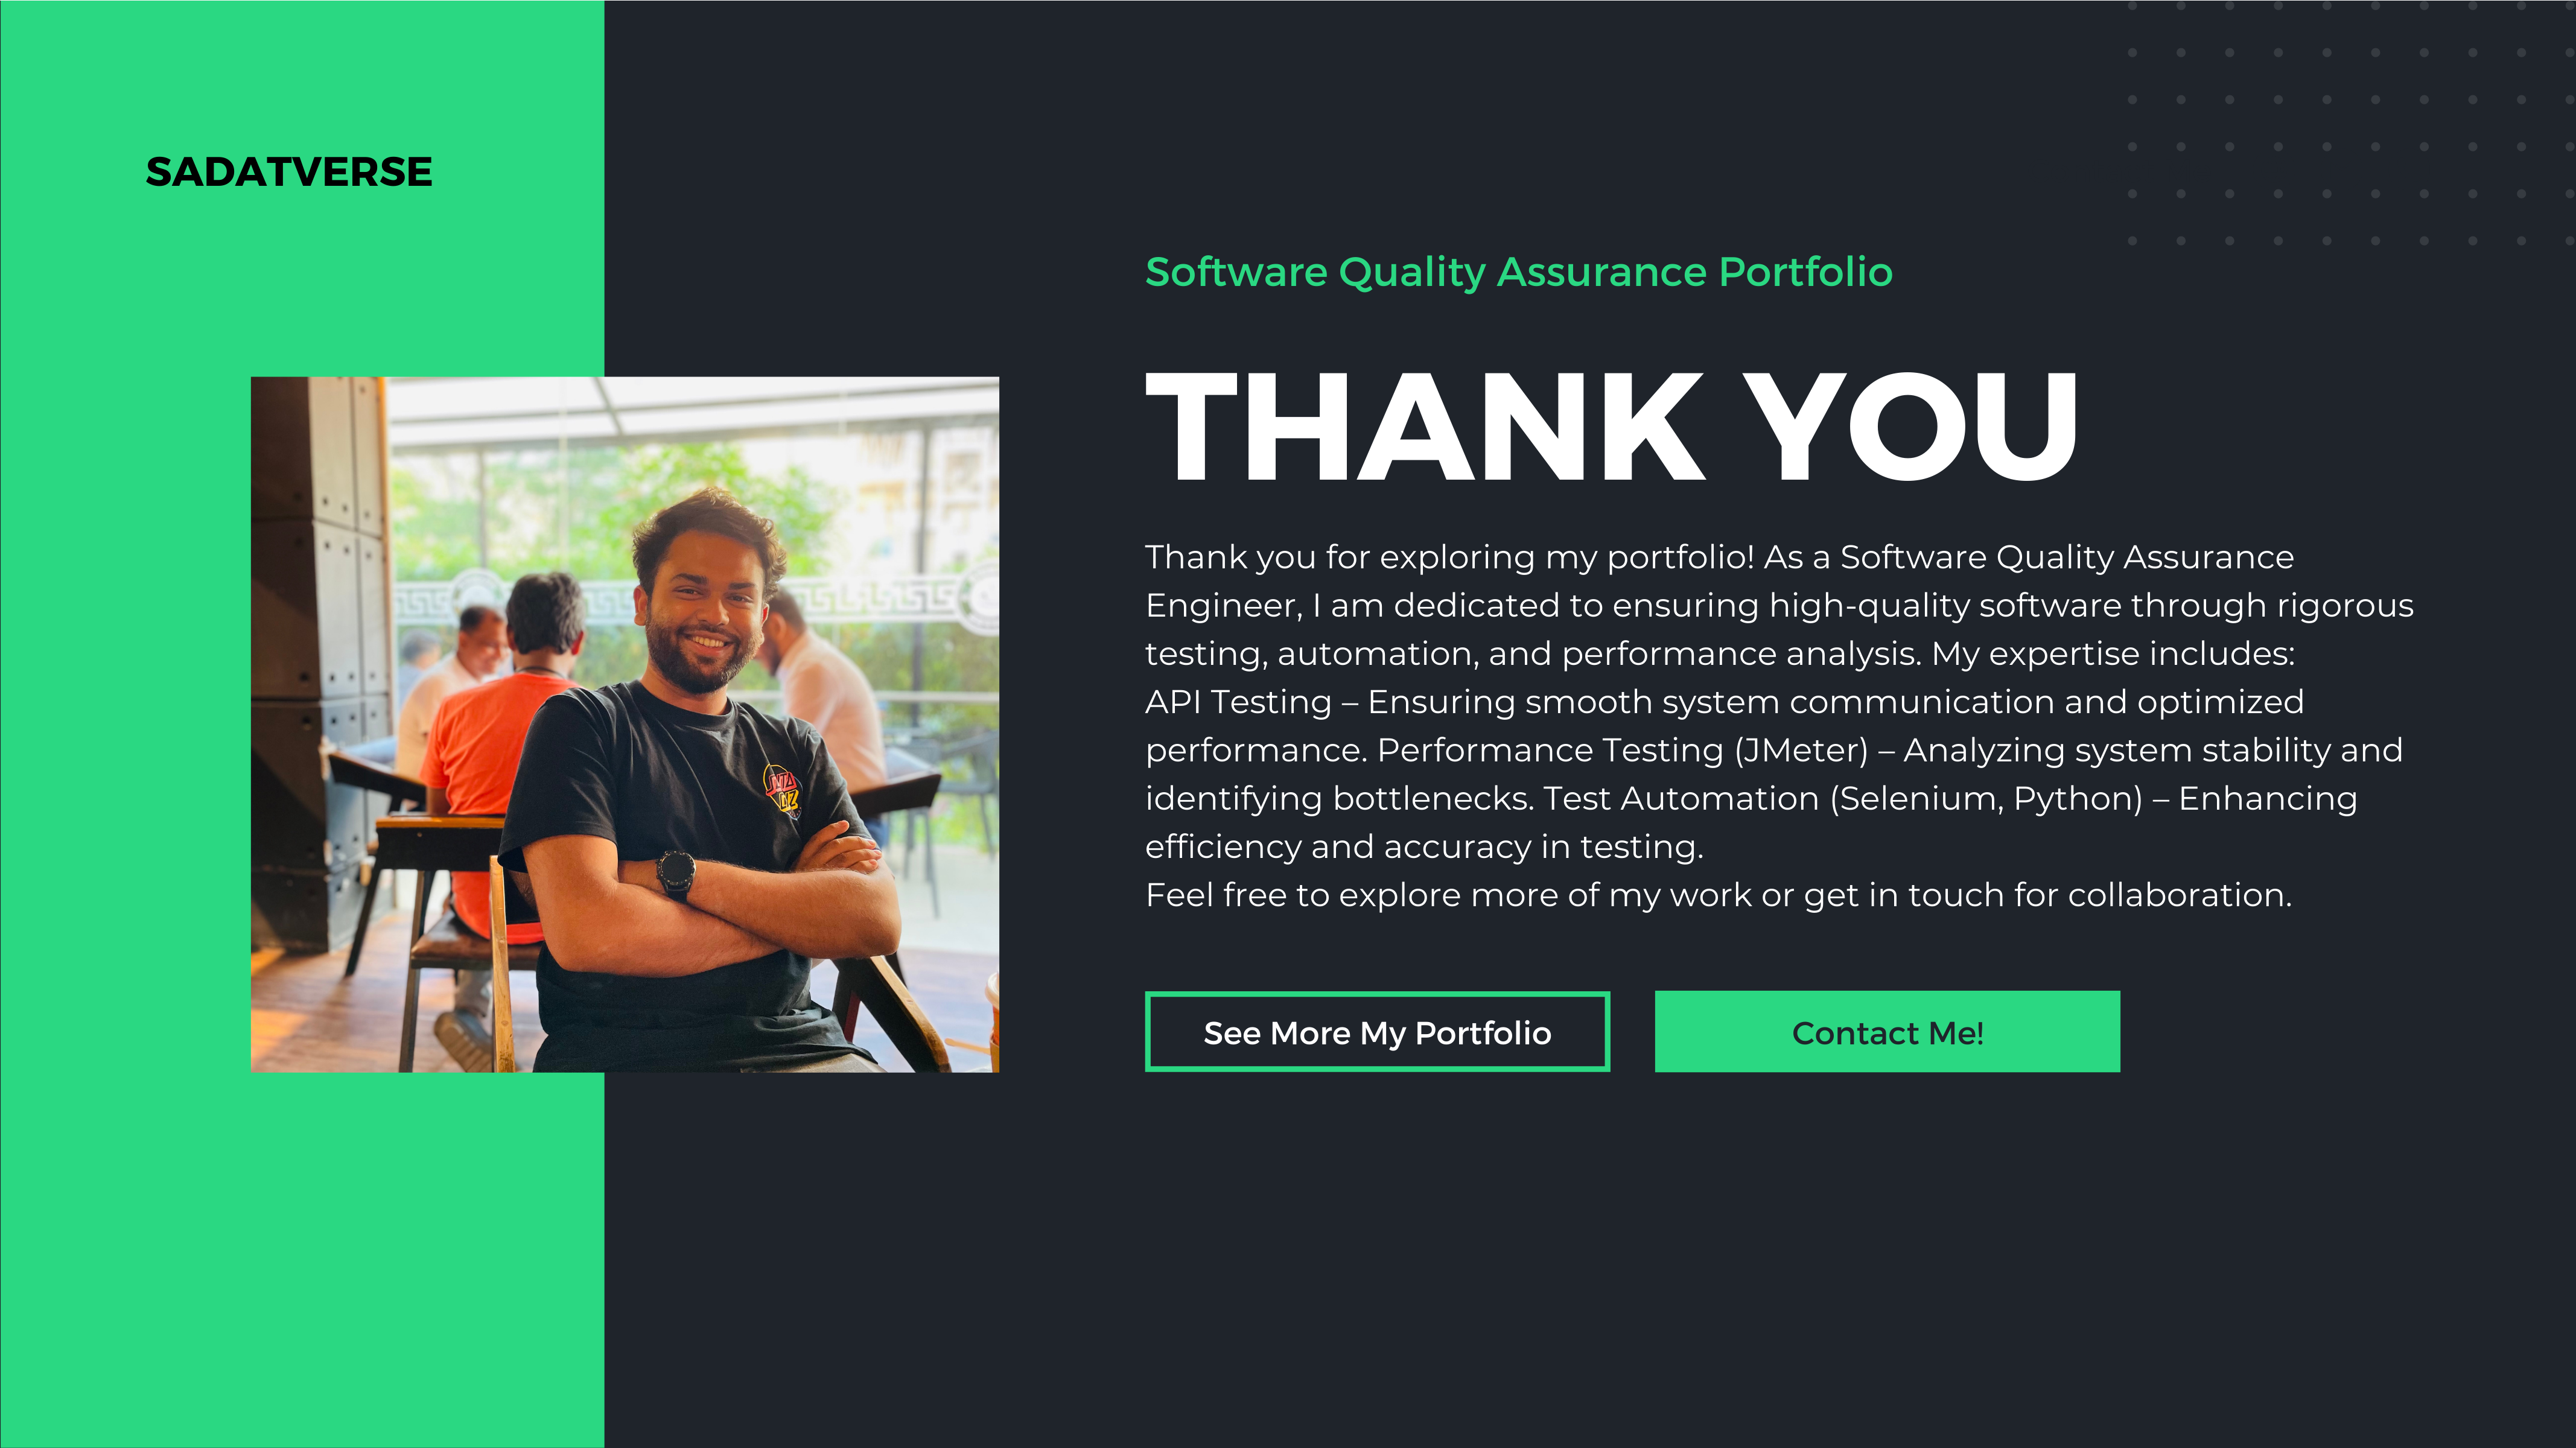 SADATVERSE
Software Quality Assurance Portfolio
THANK YOU
Thank you for exploring my portfolio! As a Software Quality Assurance
Engineer, I am dedicated to ensuring high-quality software through rigorous
testing, automation, and performance analysis. My expertise includes:
API Testing – Ensuring smooth system communication and optimized
performance. Performance Testing (JMeter) – Analyzing system stability and
identifying bottlenecks. Test Automation (Selenium, Python) – Enhancing
efficiency and accuracy in testing.
Feel free to explore more of my work or get in touch for collaboration.
See More My Portfolio
Contact Me!